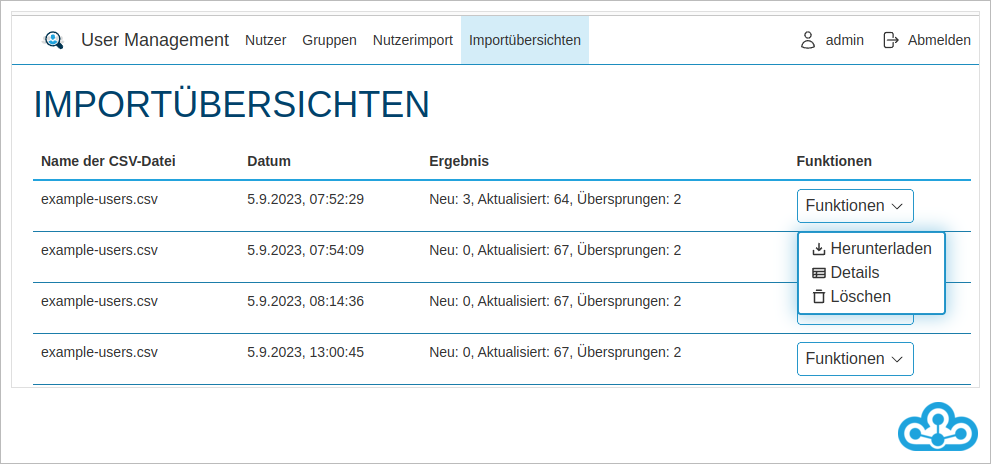 User Management Nutzer Gruppen Nutzerimport Importübersichten admin Abmelden
IMPORTÜBERSICHTEN
Name der CSV-Datei Datum Ergebnis Funktionen
example-users.csv 5.9.2023, 07:52:29 Neu: 3, Aktualisiert: 64, Übersprungen: 2 Funktionen
example-users.csv 5.9.2023, 07:54:09 Neu: 0, Aktualisiert: 67, Übersprungen: 2
Herunterladen
Details
Löschen
example-users.csv 5.9.2023, 08:14:36 Neu: 0, Aktualisiert: 67, Übersprungen: 2
example-users.csv 5.9.2023, 13:00:45 Neu: 0, Aktualisiert: 67, Übersprungen: 2 Funktionen